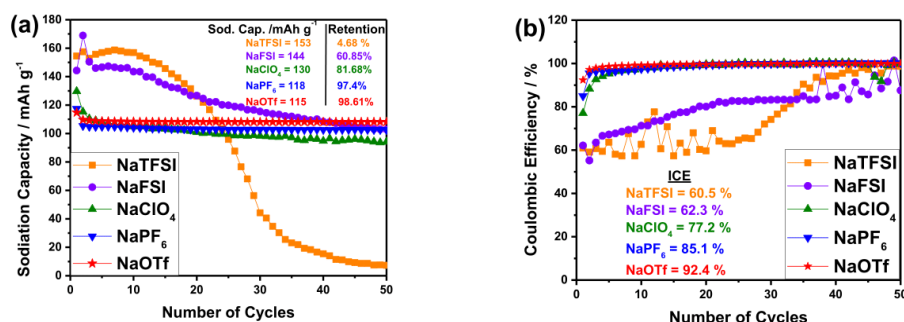 (a)
Sod. Cap. /mAh g⁻¹ Retention
NaTFSI = 153 4.68 %
NaFSI = 144 60.85%
NaClO₄ = 130 81.68%
NaPF₆ = 118 97.4%
NaOTf = 115 98.61%
NaTFSI
NaFSI
NaClO₄
NaPF₆
NaOTf
180
160
140
120
100
80
60
40
20
0
Sodiation Capacity / mAh g⁻¹
0 10 20 30 40 50
Number of Cycles
(b)
120
100
80
60
40
20
0
Coulombic Efficiency / %
ICE
NaTFSI = 60.5 %
NaFSI = 62.3 %
NaClO₄ = 77.2 %
NaPF₆ = 85.1 %
NaOTf = 92.4 %
NaTFSI
NaFSI
NaClO₄
NaPF₆
NaOTf
0 10 20 30 40 50
Number of Cycles